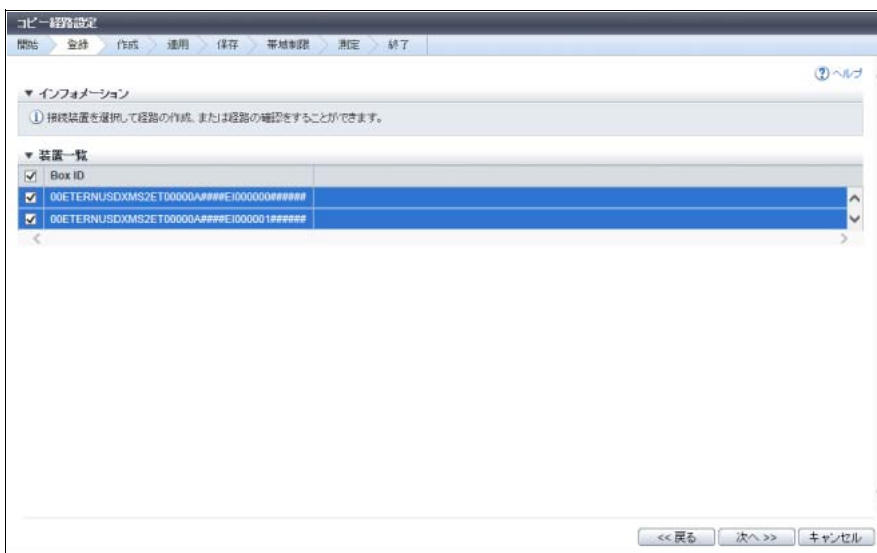 コピー経路設定
開始 登録 作成 適用 保存 帯域制限 測定 終了
ヘルプ
インフォメーション
接続装置を選択して経路の作成、または経路の確認をすることができます。
装置一覧
Box ID
00ETERNUSDXMS2ET00000A####EI000000######
00ETERNUSDXMS2ET00000A####EI000001######
<< 戻る 次へ >> キャンセル